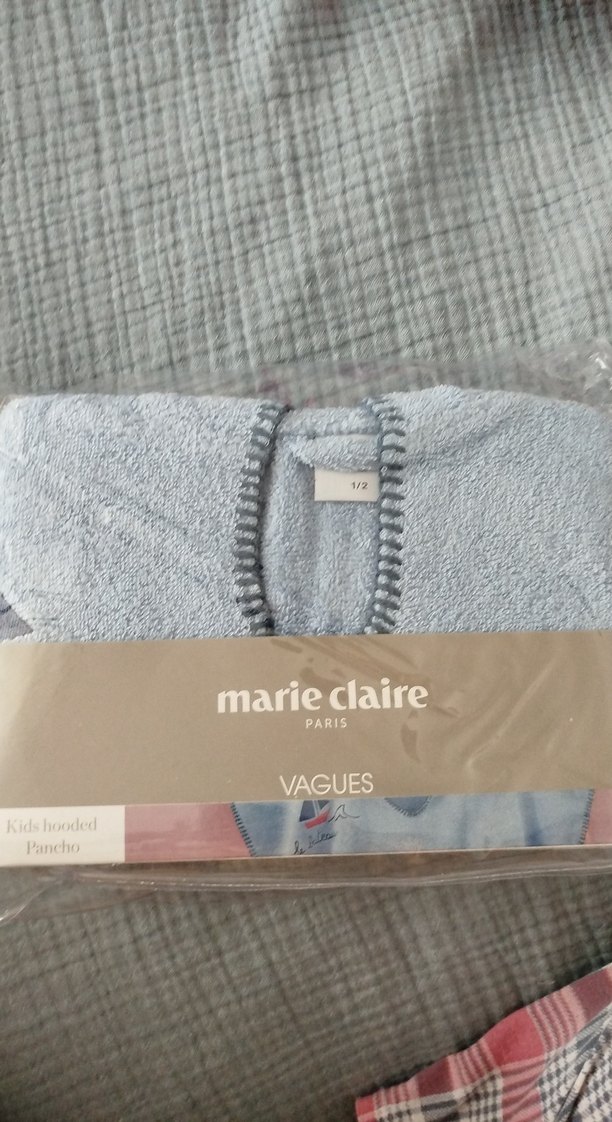 1/2
marie claire
PARIS
VAGUES
Kids hooded
Pancho